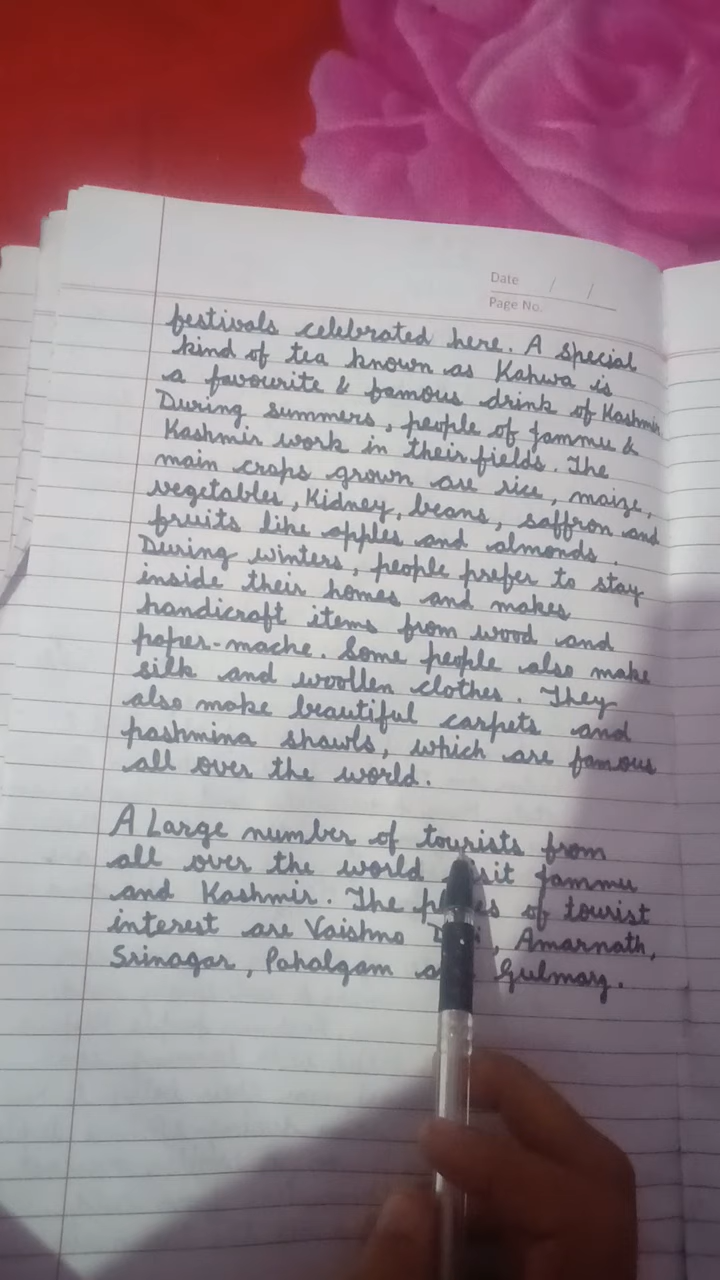 Date / /
Page No.
festivals celebrated here. A special
kind of tea known as Kahwa is
a favourite & famous drink of Kashmir
During summers, people of Jammu &
Kashmir work in their fields. The
main crops grown are rice, maize,
vegetables, Kidney, beans, saffron and
fruits like apples and almonds.
During winters, people prefer to stay
inside their homes and makes
handicraft items from wood and
paper-mache. Some people also make
silk and woollen clothes. They
also make beautiful carpets and
pashmina shawls, which are famous
all over the world.
A Large number of tourists from
all over the world Jammu
and Kashmir. The of tourist
interest are Vaishno , Amarnath,
Srinagar, Pahalgam Gulmarg.